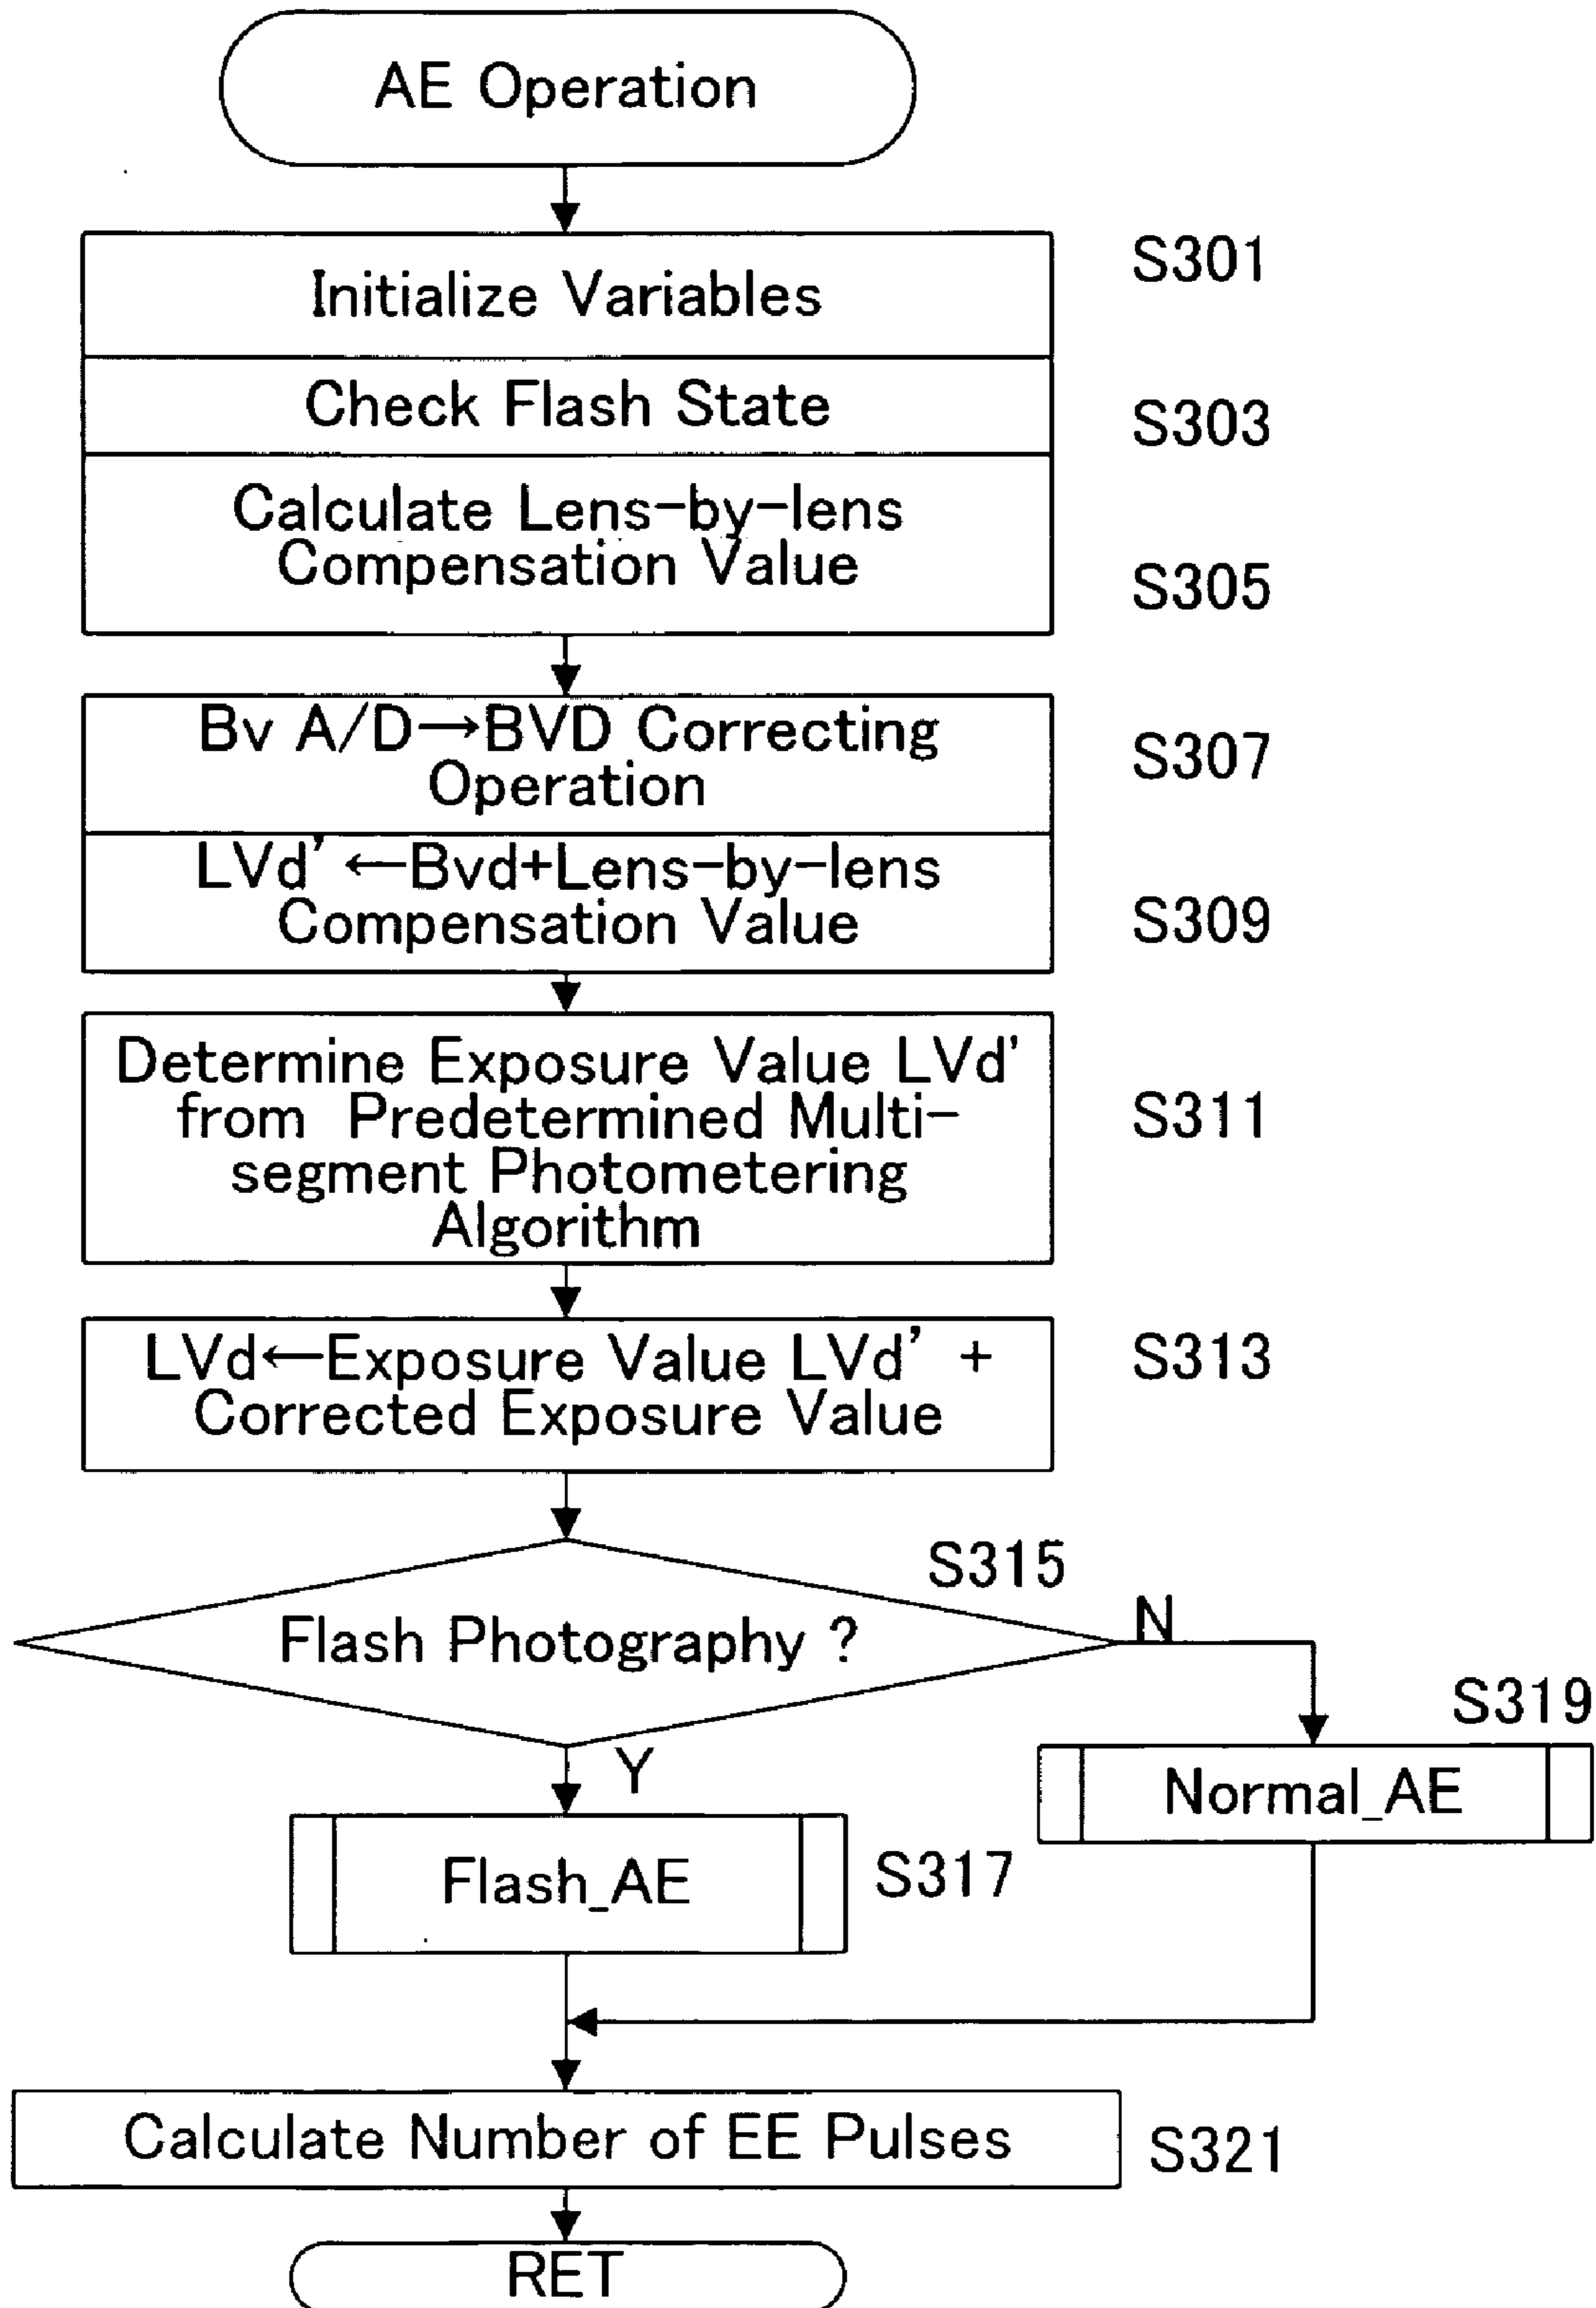 AE Operation
S301
Initialize Variables
Check Flash State
S303
Calculate Lens-by-lens
Compensation Value
S305
Bv A/D→BVD Correcting
Operation
S307
LVd' ←Bvd+Lens-by-lens
Compensation Value
S309
Determine Exposure Value LVd'
from Predetermined Multi-
segment Photometering
Algorithm
S311
LVd←Exposure Value LVd' +
Corrected Exposure Value
S313
S315
Flash Photography ?
N
S319
Y
Normal_AE
Flash_AE
S317
Calculate Number of EE Pulses
S321
RET